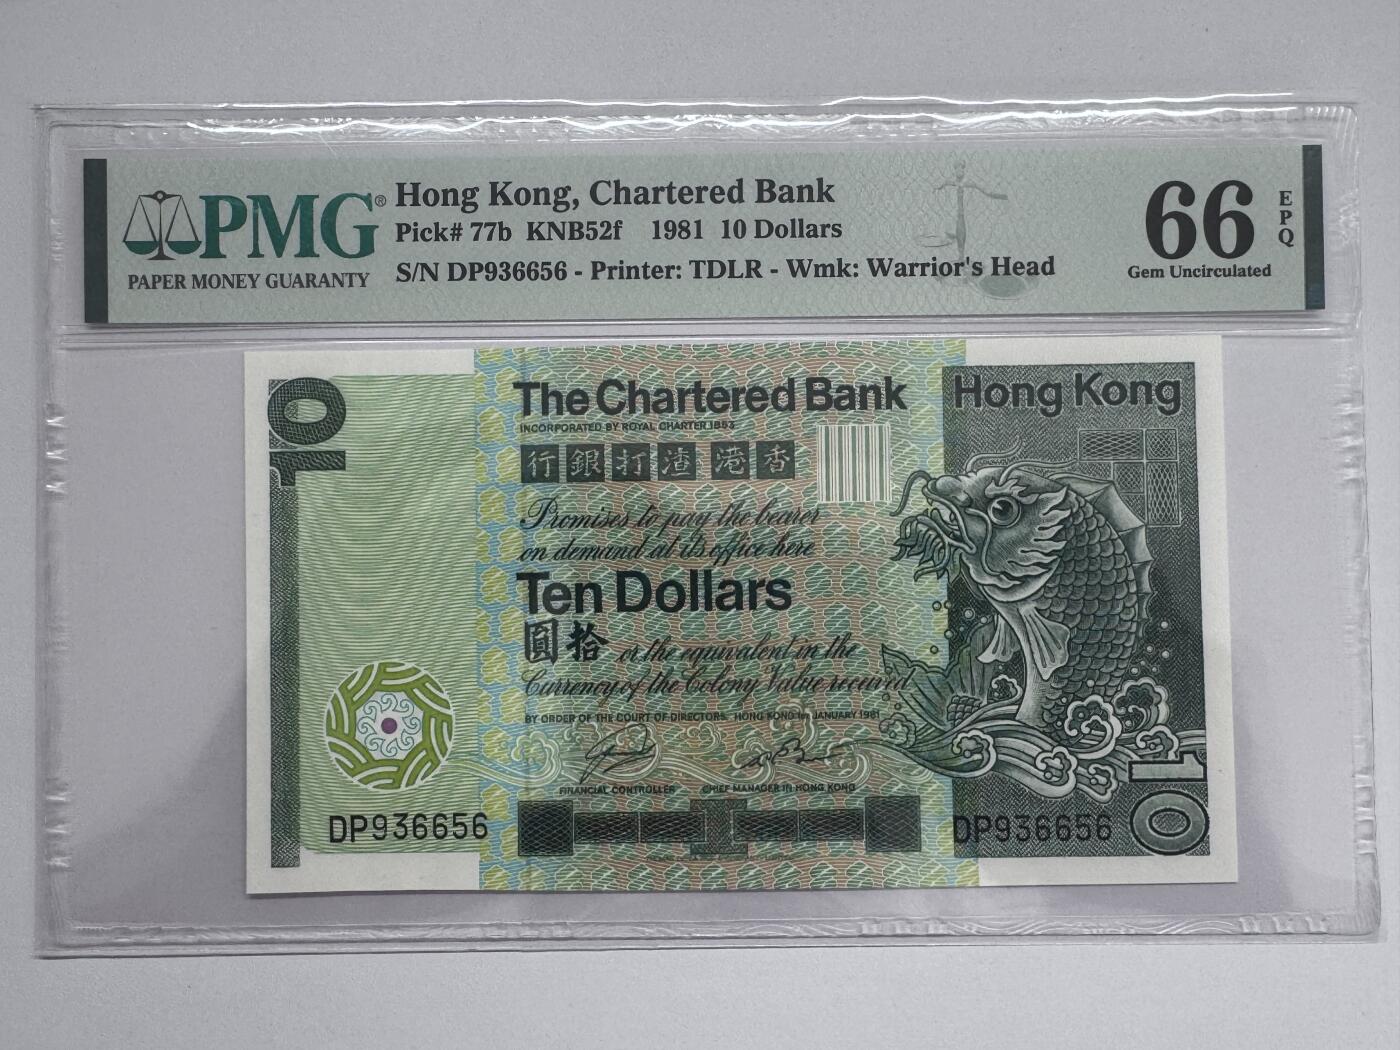 PMG®
PAPER MONEY GUARANTY
Hong Kong, Chartered Bank
Pick# 77b KNB52f 1981 10 Dollars
S/N DP936656 - Printer: TDLR - Wmk: Warrior's Head
66 EPQ
Gem Uncirculated
10
The Chartered Bank
Hong Kong
INCORPORATED BY ROYAL CHARTER 1853
行銀打渣港香
Promises to pay the bearer
on demand at its office here
Ten Dollars
圓拾
or the equivalent in the
Currency of the Colony Value received
BY ORDER OF THE COURT OF DIRECTORS. HONG KONG 1st JANUARY 1981
FINANCIAL CONTROLLER
CHIEF MANAGER IN HONG KONG
DP936656
DP936656
10